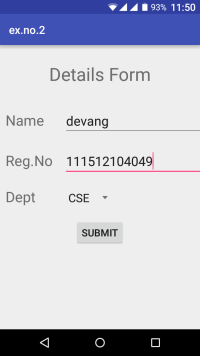 93% 11:50
ex.no.2
Details Form
Name devang
Reg.No 111512104049
Dept CSE
SUBMIT